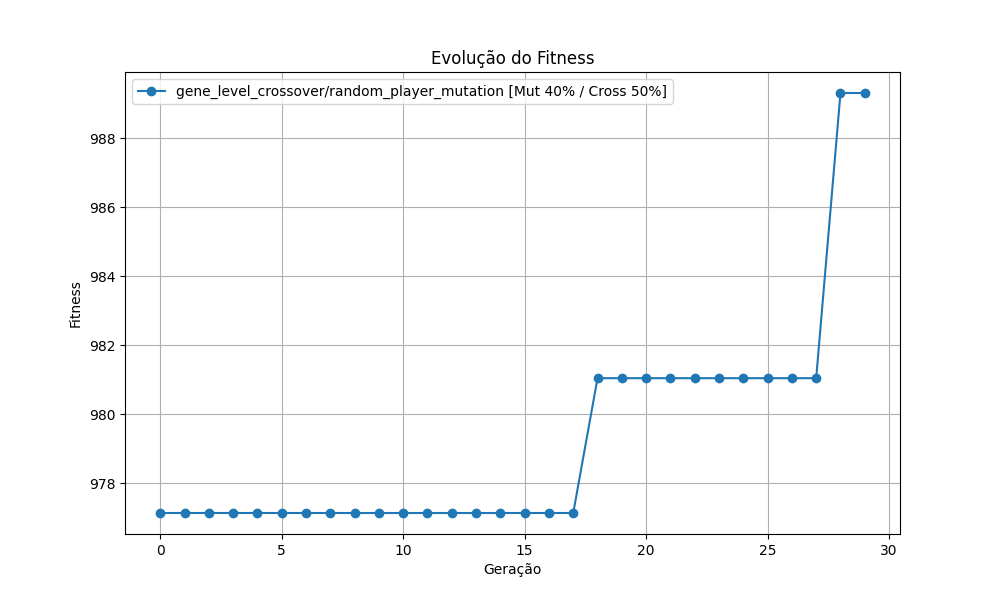 Evolução do Fitness
gene_level_crossover/random_player_mutation [Mut 40% / Cross 50%]
988
986
984
982
980
978
Fitness
0 5 10 15 20 25 30
Geração